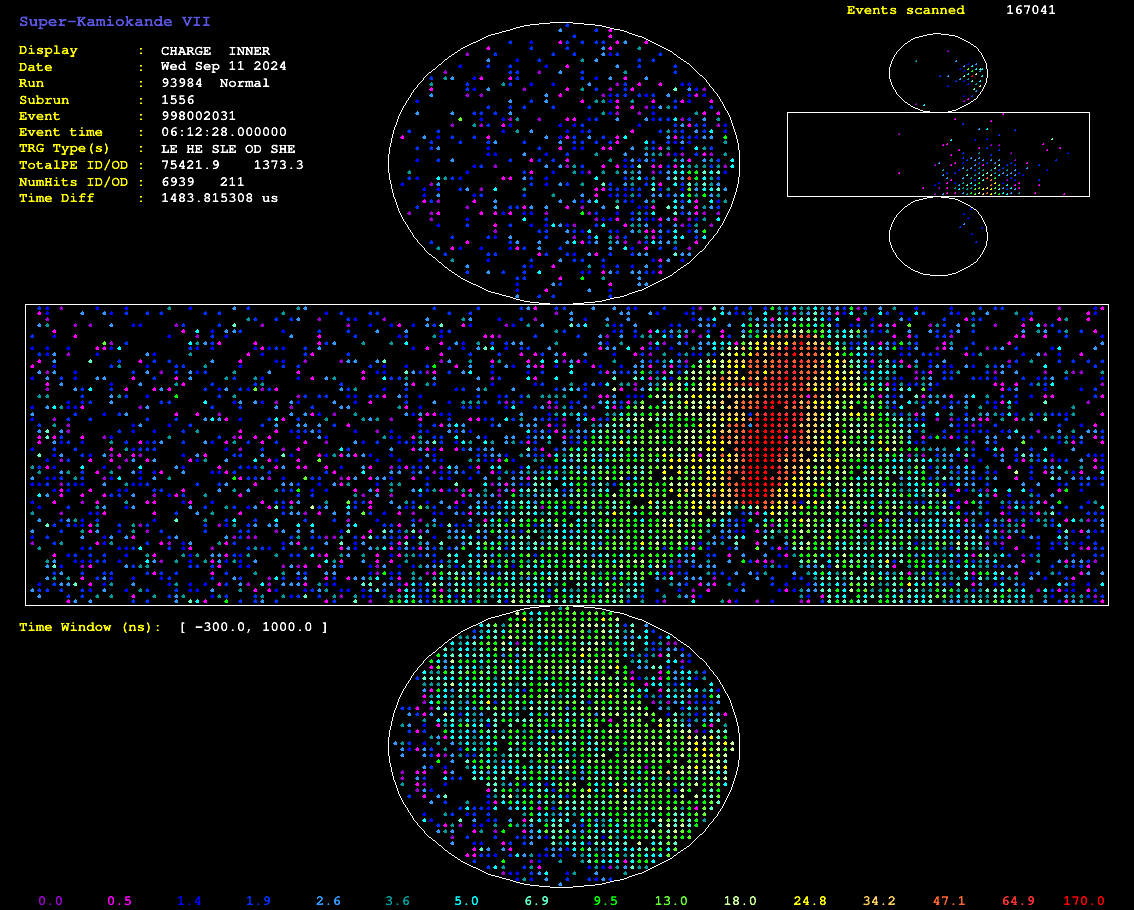 Super-Kamiokande VII
Events scanned 167041
Display : CHARGE INNER
Date : Wed Sep 11 2024
Run : 93984 Normal
Subrun : 1556
Event : 998002031
Event time : 06:12:28.000000
TRG Type(s) : LE HE SLE OD SHE
TotalPE ID/OD : 75421.9 1373.3
NumHits ID/OD : 6939 211
Time Diff : 1483.815308 us
Time Window (ns): [ -300.0, 1000.0 ]
0.0 0.5 1.4 1.9 2.6 3.6 5.0 6.9 9.5 13.0 18.0 24.8 34.2 47.1 64.9 170.0